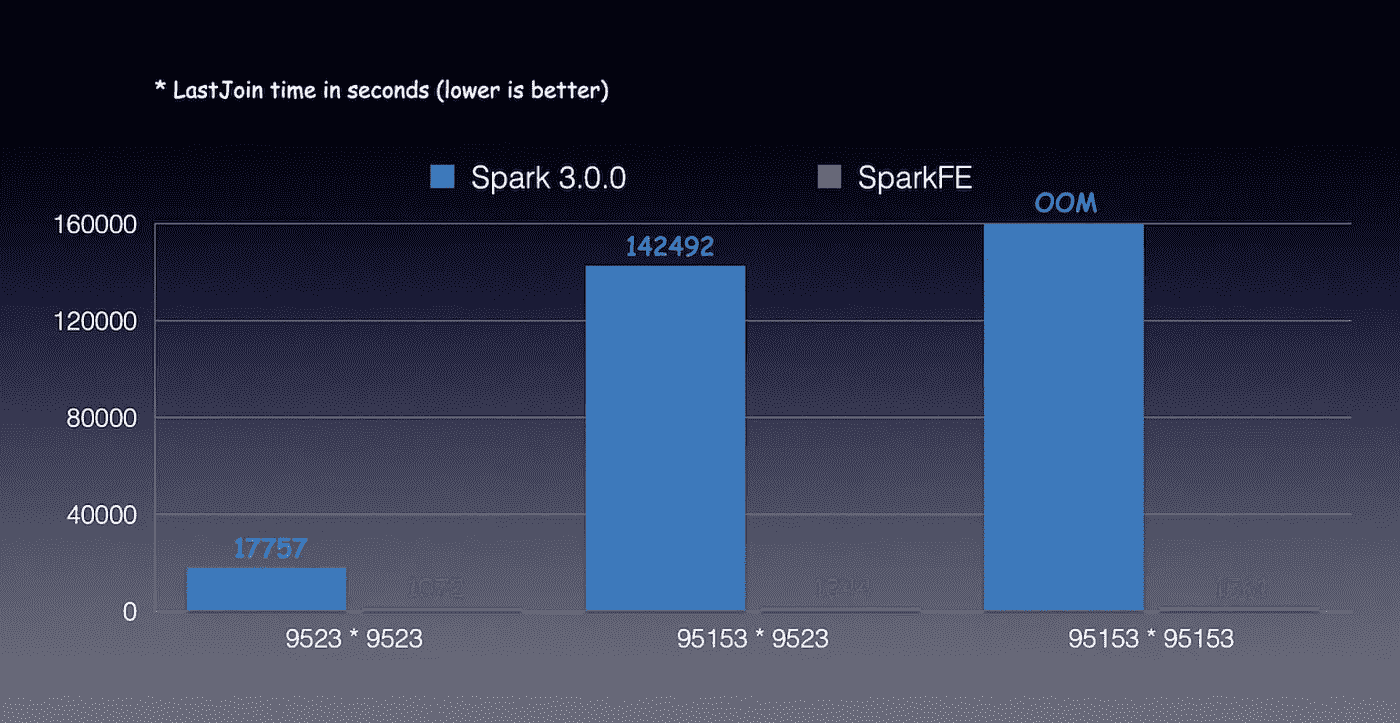 * LastJoin time in seconds (lower is better)
Spark 3.0.0
SparkFE
OOM
160000
142492
120000
80000
40000
17757
0
9523 * 9523
95153 * 9523
95153 * 95153